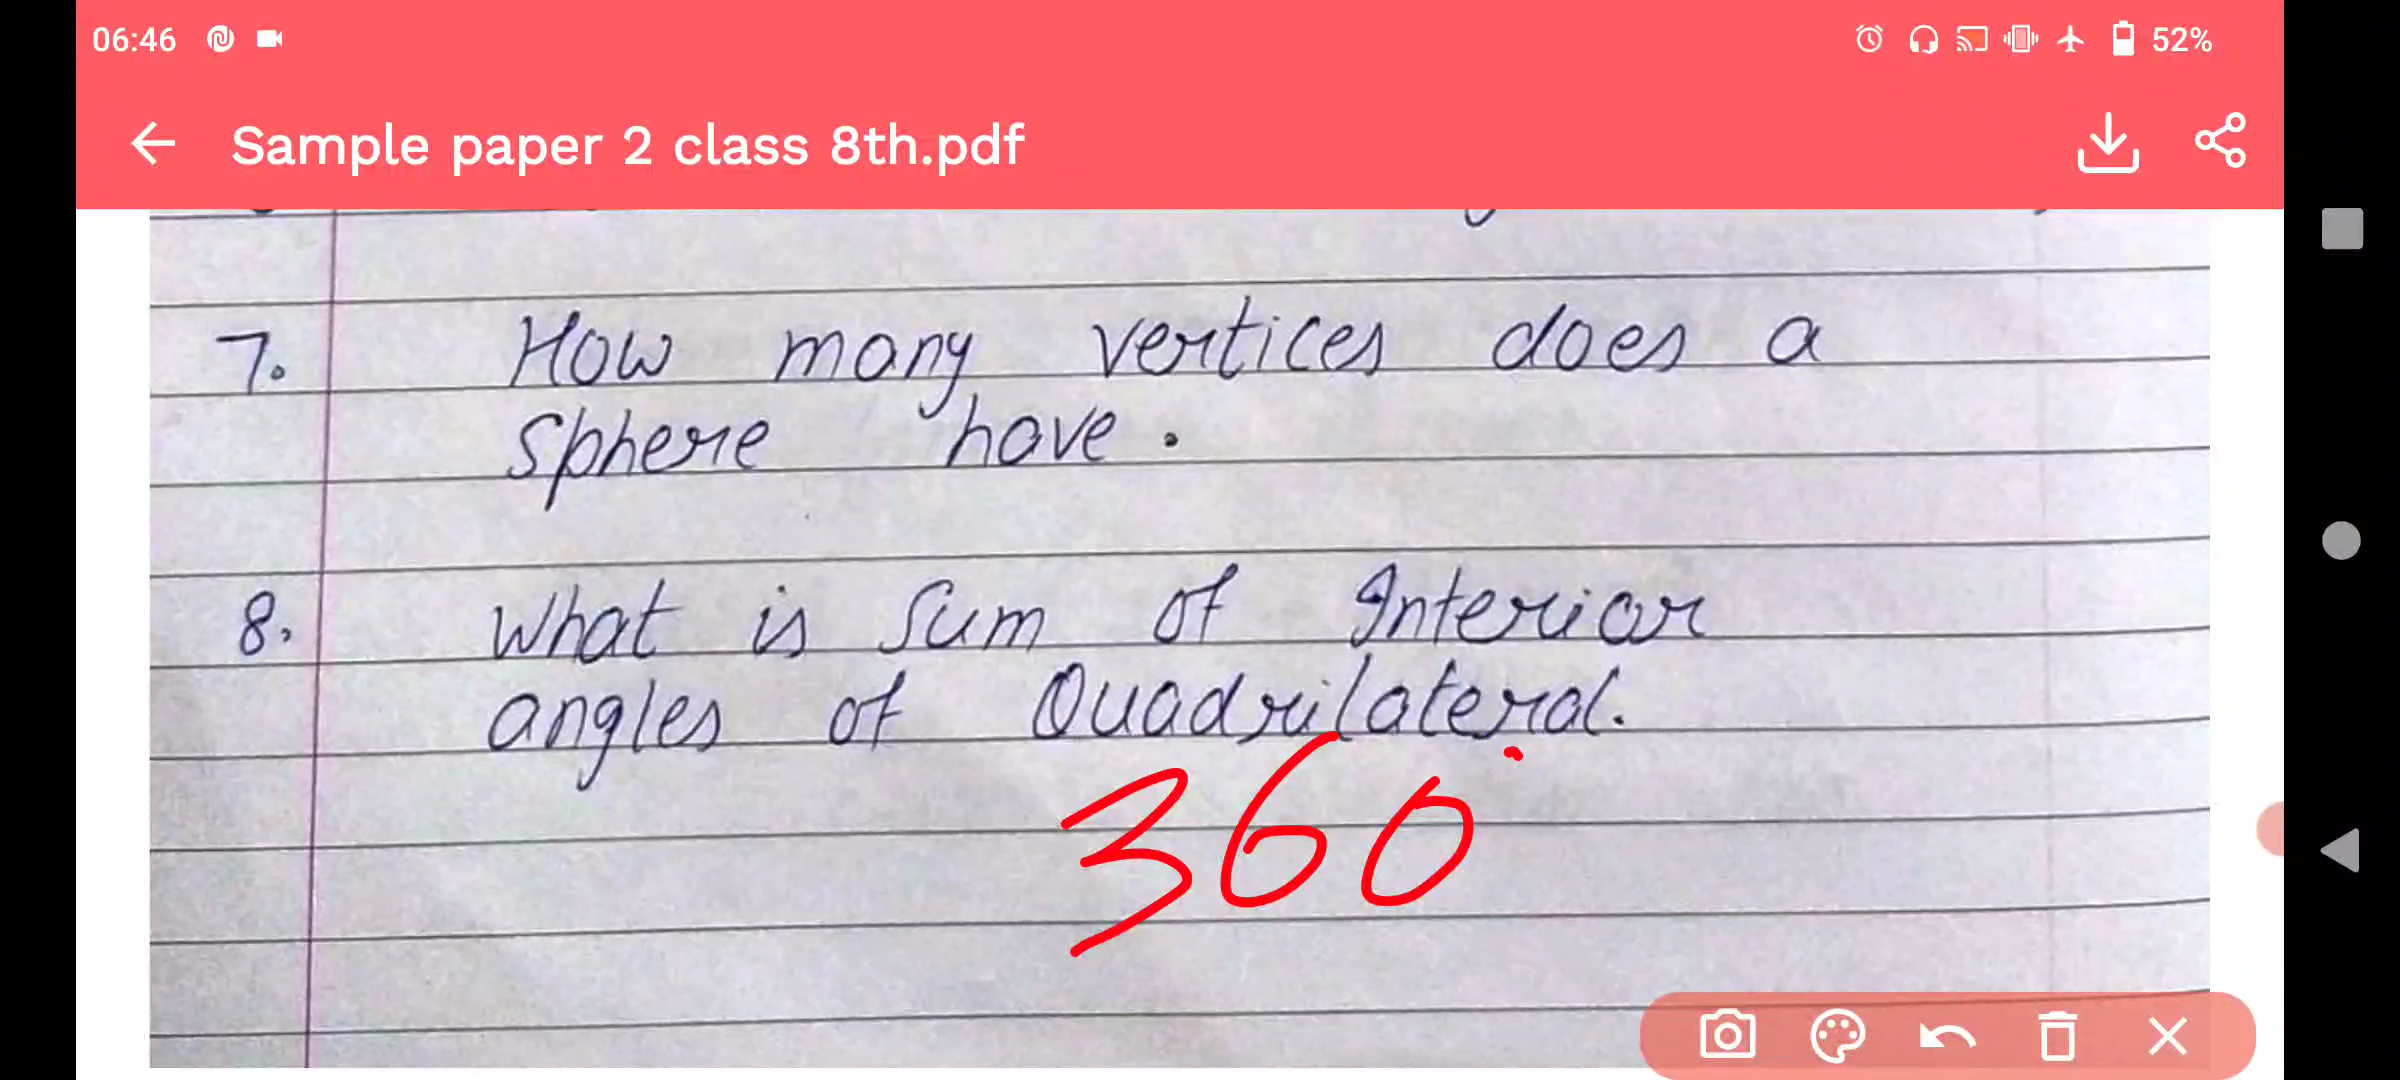 06:46 52%
Sample paper 2 class 8th.pdf
7. How many vertices does a
sphere have.
8. What is sum of Interior
angles of Quadrilateral.
360°